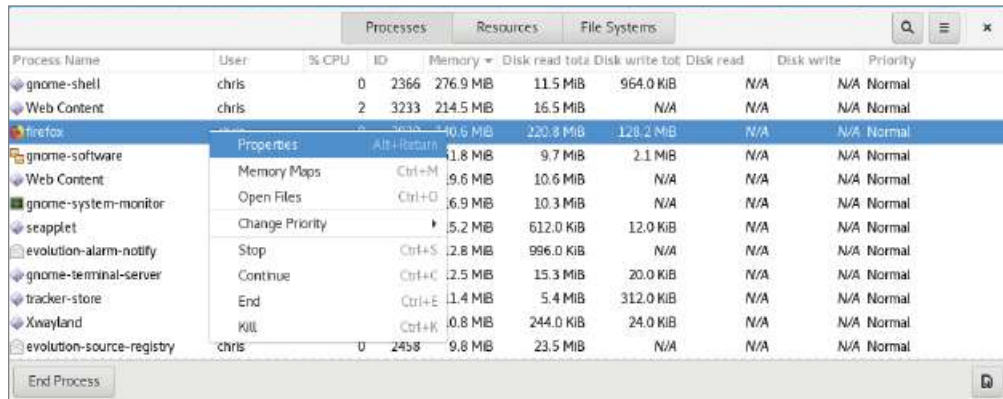 Processes Resources File Systems
Process Name User % CPU ID Memory Disk read tota Disk write tot Disk read Disk write Priority
gnome-shell chris 0 2366 276.9 MiB 11.5 MiB 964.0 KiB N/A N/A Normal
Web Content chris 2 3233 214.5 MiB 16.5 MiB N/A N/A N/A Normal
firefox 220.8 MiB 128.2 MiB N/A N/A Normal
Properties Alt+Return
gnome-software 9.7 MiB 2.1 MiB N/A N/A Normal
Memory Maps Ctrl+M
Web Content 10.6 MiB N/A N/A N/A Normal
Open Files Ctrl+O
gnome-system-monitor 10.3 MiB N/A N/A N/A Normal
Change Priority
seapplet 612.0 KiB 12.0 KiB N/A N/A Normal
Stop Ctrl+S
evolution-alarm-notify 996.0 KiB N/A N/A N/A Normal
Continue Ctrl+C
gnome-terminal-server 15.3 MiB 20.0 KiB N/A N/A Normal
End Ctrl+E
tracker-store 5.4 MiB 312.0 KiB N/A N/A Normal
Kill Ctrl+K
Xwayland 244.0 KiB 24.0 KiB N/A N/A Normal
evolution-source-registry chris 0 2458 9.8 MiB 23.5 MiB N/A N/A N/A Normal
End Process